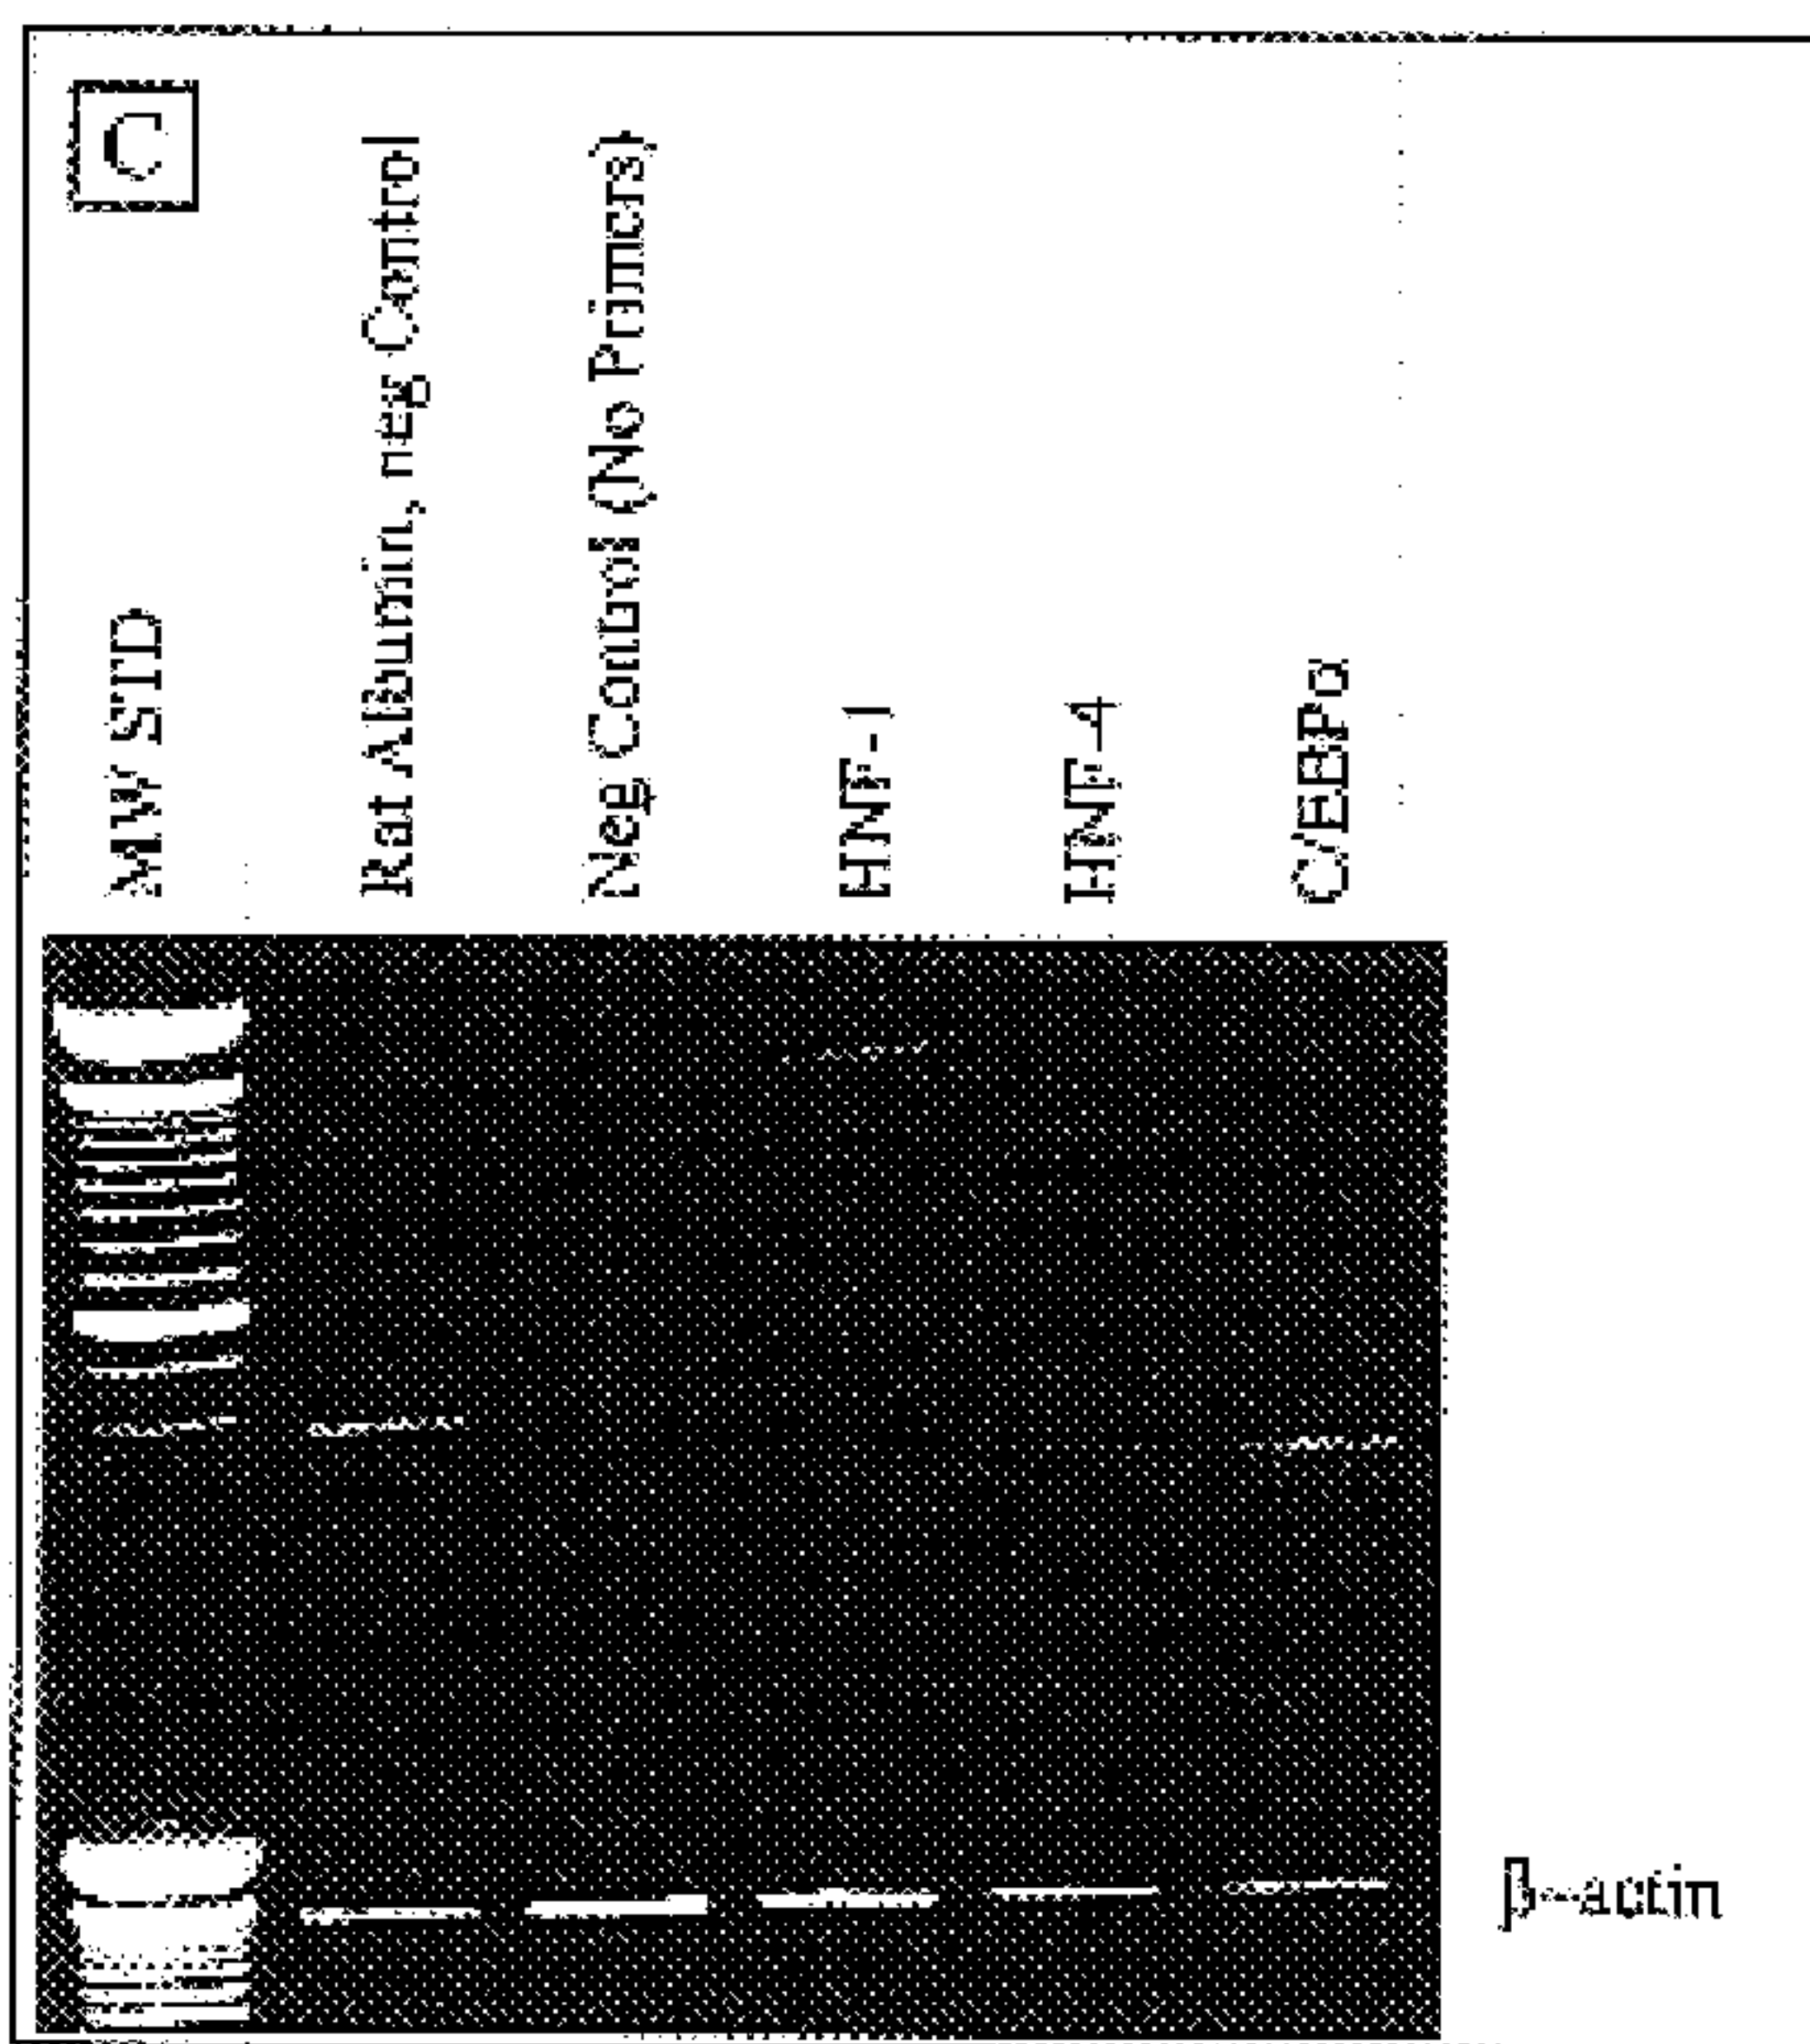 C
MW STD
Rat Albumin, neg Control
Neg Control (No Primers)
HNF-1
HNF-4
C/EBPα
β-actin